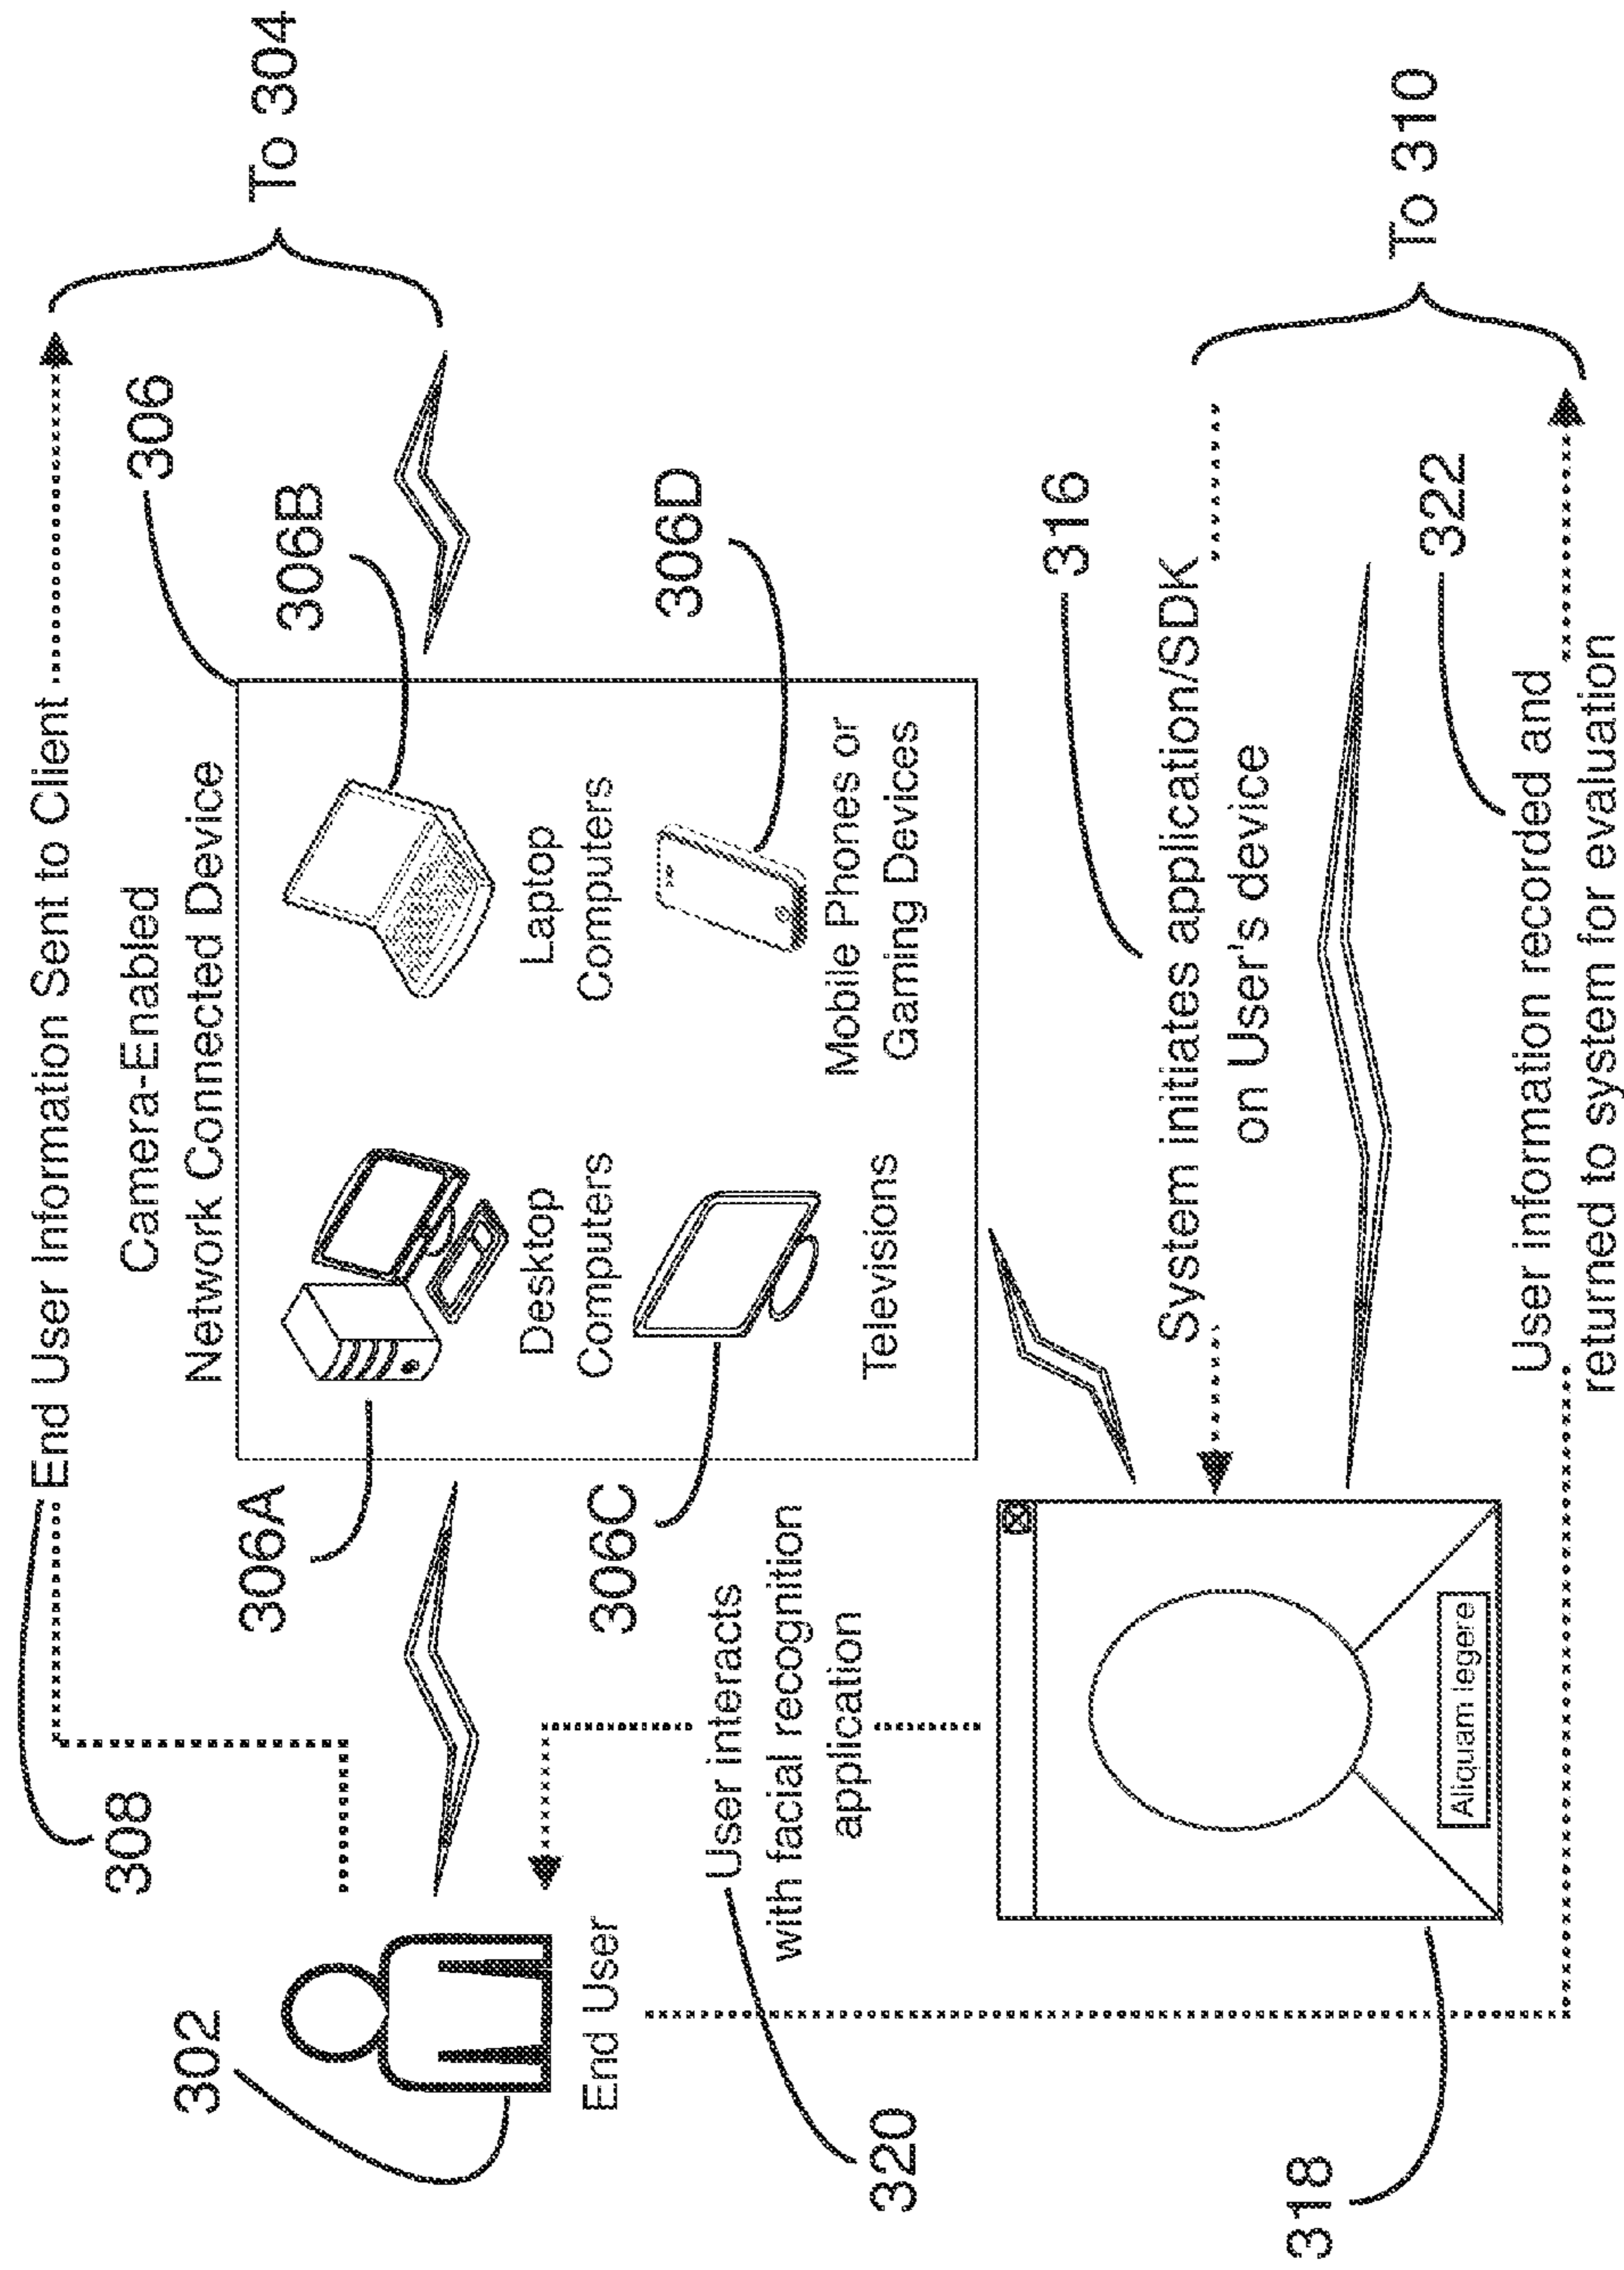 End User Information Sent to Client
308
To 304
Camera-Enabled
Network Connected Device
306
302
End User
306A
Desktop
Computers
306B
Laptop
Computers
306C
Televisions
306D
Mobile Phones or
Gaming Devices
320
User interacts
with facial recognition
application
316
System initiates application/SDK
on User's device
To 310
318
Aliquam legere
322
User information recorded and
returned to system for evaluation